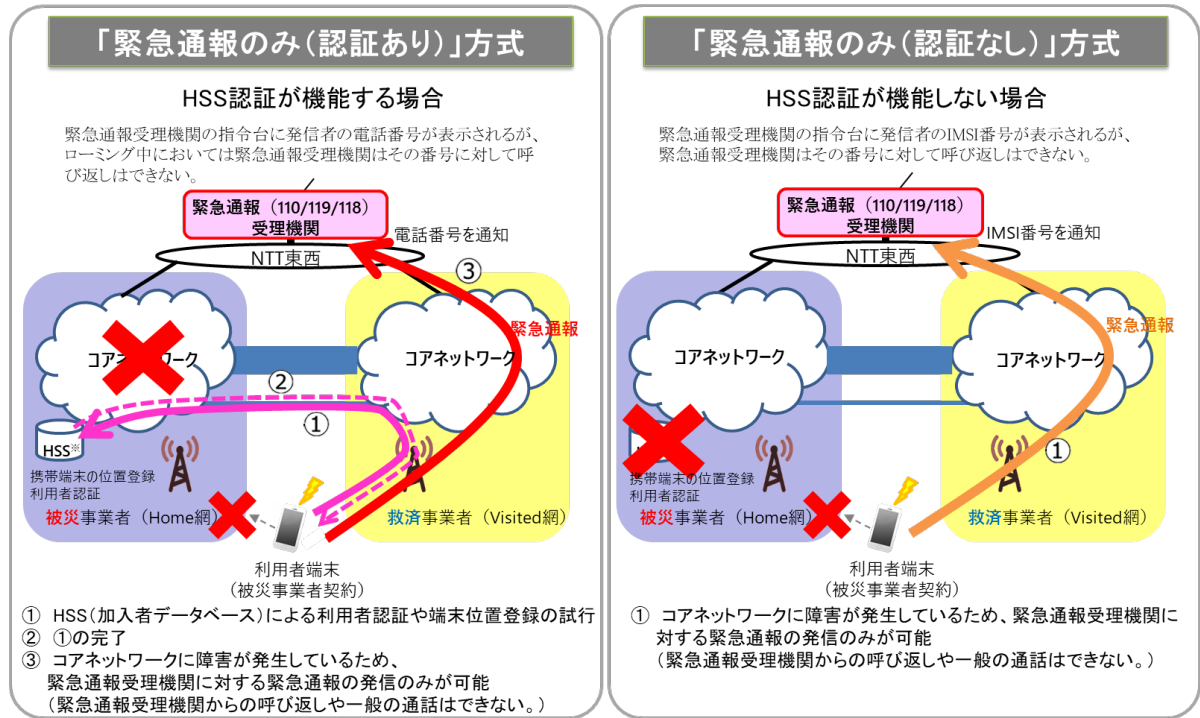 「緊急通報のみ(認証あり)」方式
HSS認証が機能する場合
緊急通報受理機関の指令台に発信者の電話番号が表示されるが、
ローミング中においては緊急通報受理機関はその番号に対して呼
び返しはできない。
緊急通報(110/119/118)
受理機関
電話番号を通知
NTT東西
③
緊急通報
コアネットワーク
コアネットワーク
②
①
HSS※
携帯端末の位置登録
利用者認証
被災事業者(Home網)
救済事業者(Visited網)
利用者端末
(被災事業者契約)
① HSS(加入者データベース)による利用者認証や端末位置登録の試行
② ①の完了
③ コアネットワークに障害が発生しているため、
緊急通報受理機関に対する緊急通報の発信のみが可能
(緊急通報受理機関からの呼び返しや一般の通話はできない。)
「緊急通報のみ(認証なし)」方式
HSS認証が機能しない場合
緊急通報受理機関の指令台に発信者のIMSI番号が表示されるが、
緊急通報受理機関はその番号に対して呼び返しはできない。
緊急通報(110/119/118)
受理機関
IMSI番号を通知
NTT東西
緊急通報
コアネットワーク
コアネットワーク
①
携帯端末の位置登録
利用者認証
被災事業者(Home網)
救済事業者(Visited網)
利用者端末
(被災事業者契約)
① コアネットワークに障害が発生しているため、緊急通報受理機関に
対する緊急通報の発信のみが可能
(緊急通報受理機関からの呼び返しや一般の通話はできない。)